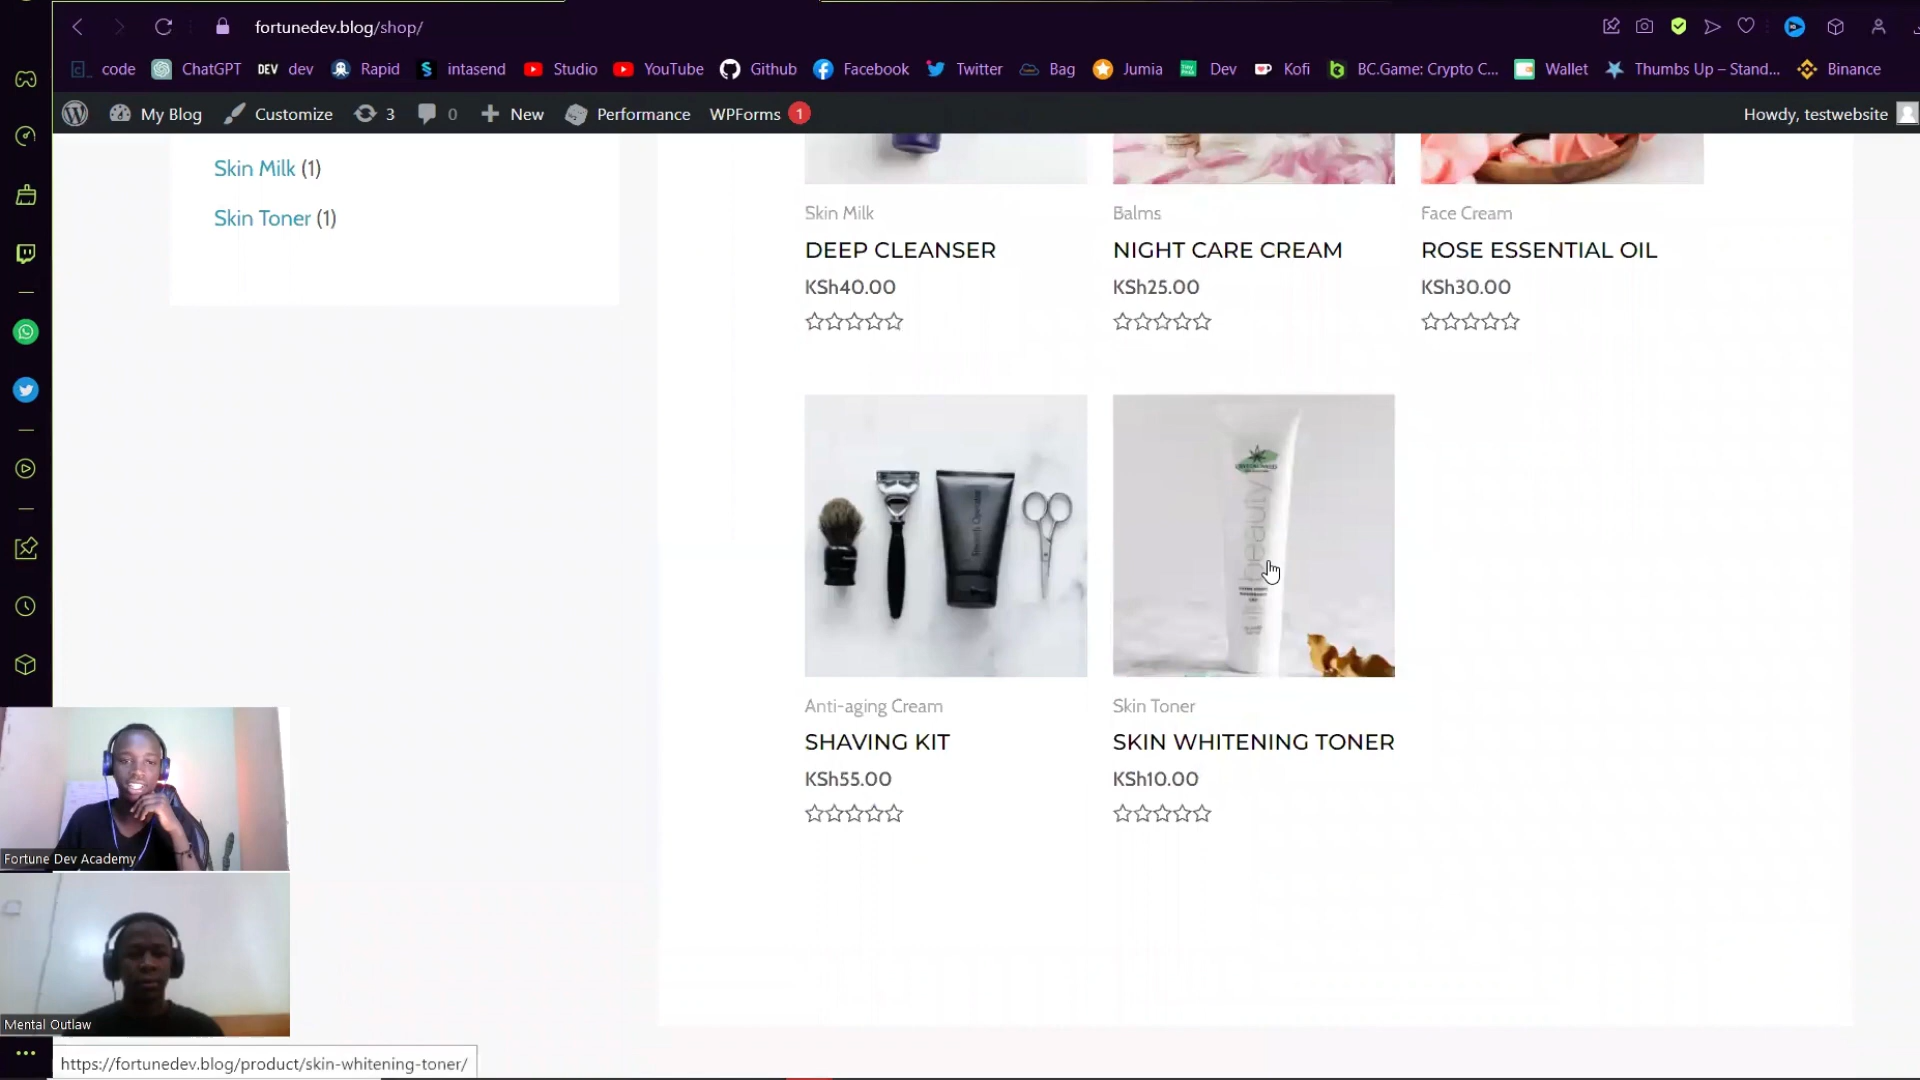 fortunedev.blog/shop/
code ChatGPT DEV dev Rapid intasend Studio YouTube Github Facebook Twitter Bag Jumia Dev Kofi BC.Game: Crypto C... Wallet Thumbs Up – Stand... Binance
My Blog Customize 3 0 New Performance WPForms 1 Howdy, testwebsite
Skin Milk (1)
Skin Toner (1)
Skin Milk Balms Face Cream
DEEP CLEANSER NIGHT CARE CREAM ROSE ESSENTIAL OIL
KSh40.00 KSh25.00 KSh30.00
beauty
Anti-aging Cream Skin Toner
SHAVING KIT SKIN WHITENING TONER
KSh55.00 KSh10.00
Fortune Dev Academy
Mental Outlaw
https://fortunedev.blog/product/skin-whitening-toner/